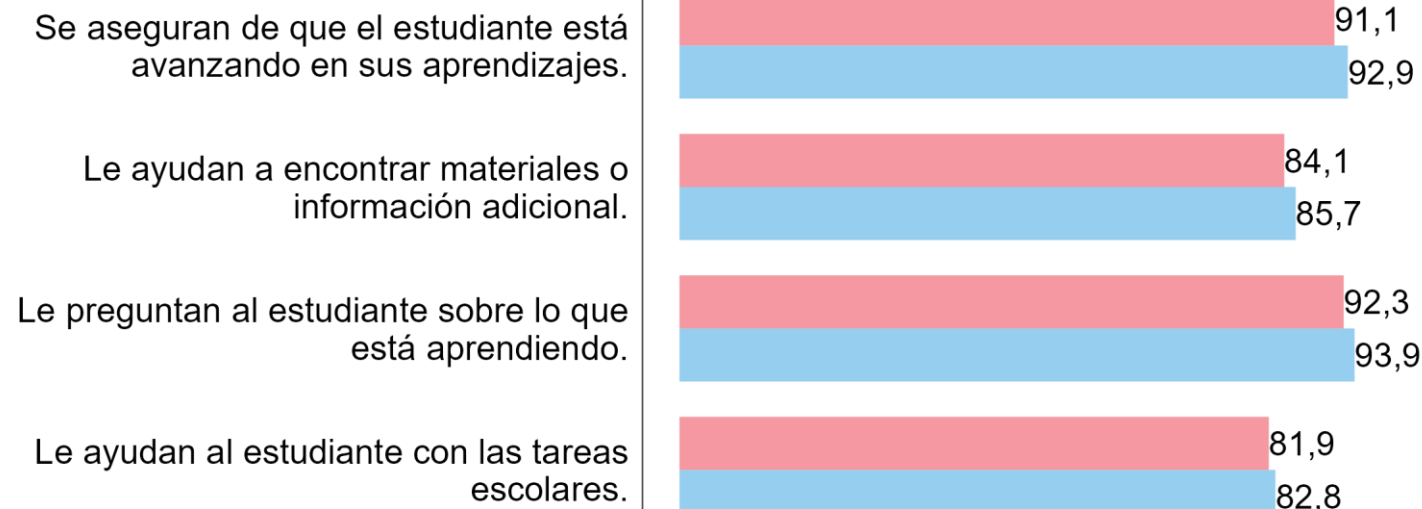 Se aseguran de que el estudiante está
avanzando en sus aprendizajes.
91,1
92,9
Le ayudan a encontrar materiales o
información adicional.
84,1
85,7
Le preguntan al estudiante sobre lo que
está aprendiendo.
92,3
93,9
Le ayudan al estudiante con las tareas
escolares.
81,9
82,8